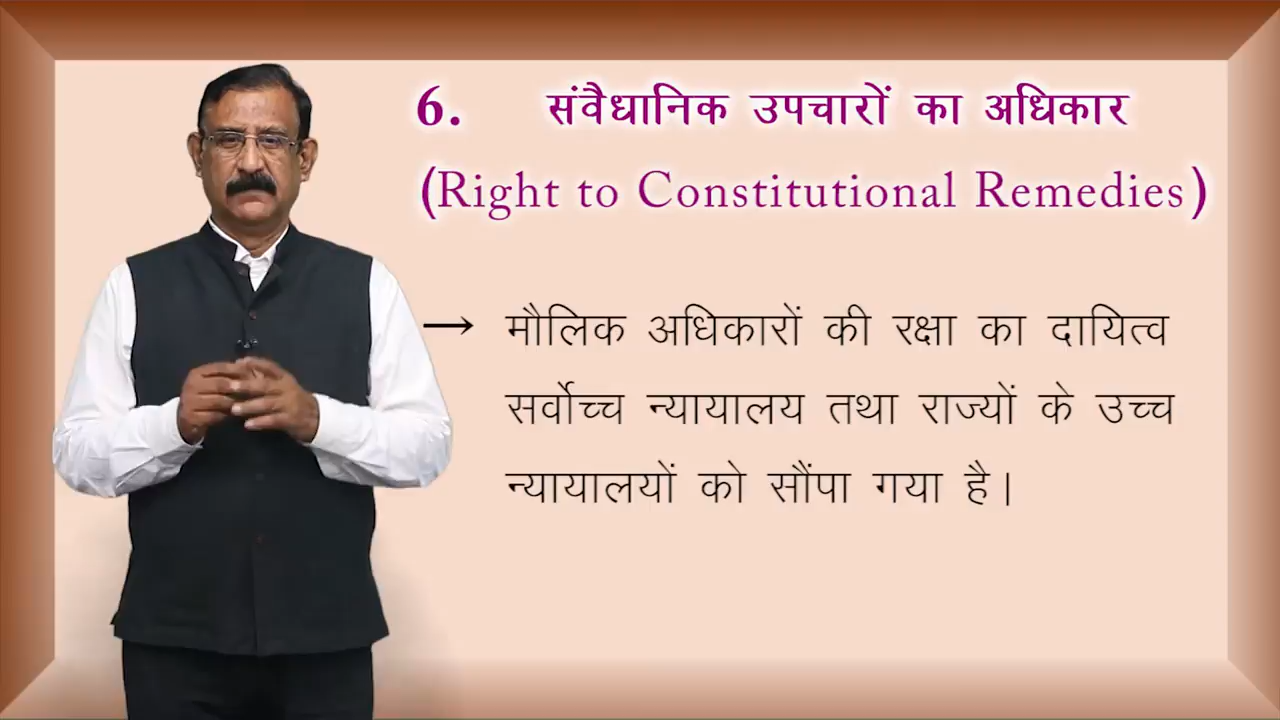 6. संवैधानिक उपचारों का अधिकार
(Right to Constitutional Remedies)
→ मौलिक अधिकारों की रक्षा का दायित्व
सर्वोच्च न्यायालय तथा राज्यों के उच्च
न्यायालयों को सौंपा गया है।